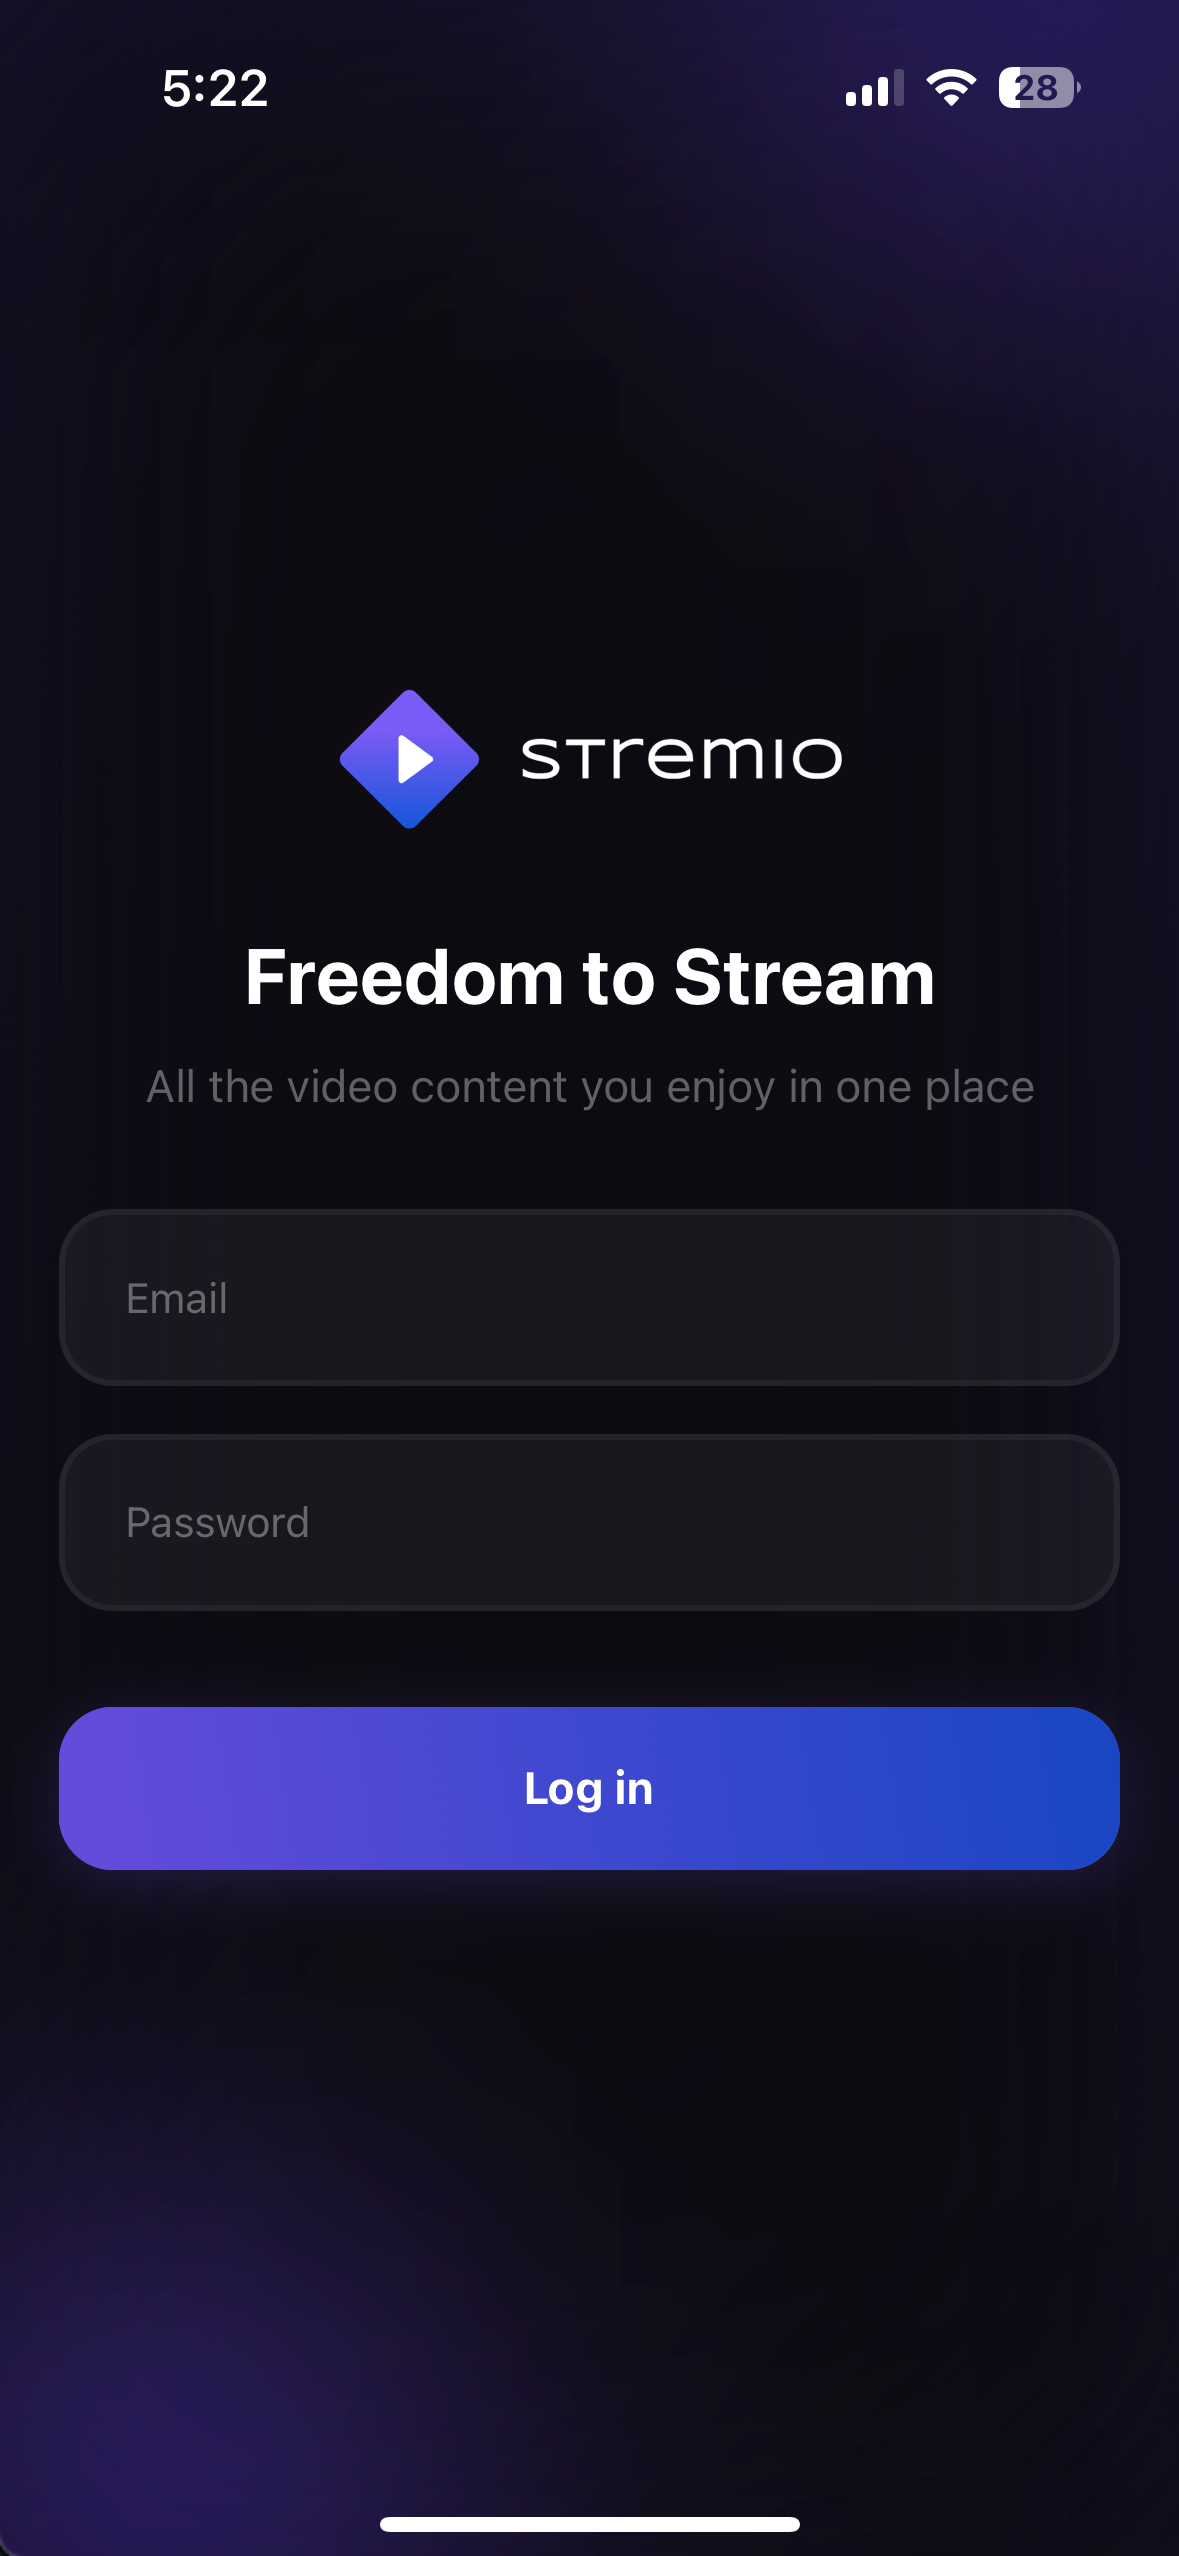 5:22
28
stremio
Freedom to Stream
All the video content you enjoy in one place
Email
Password
Log in